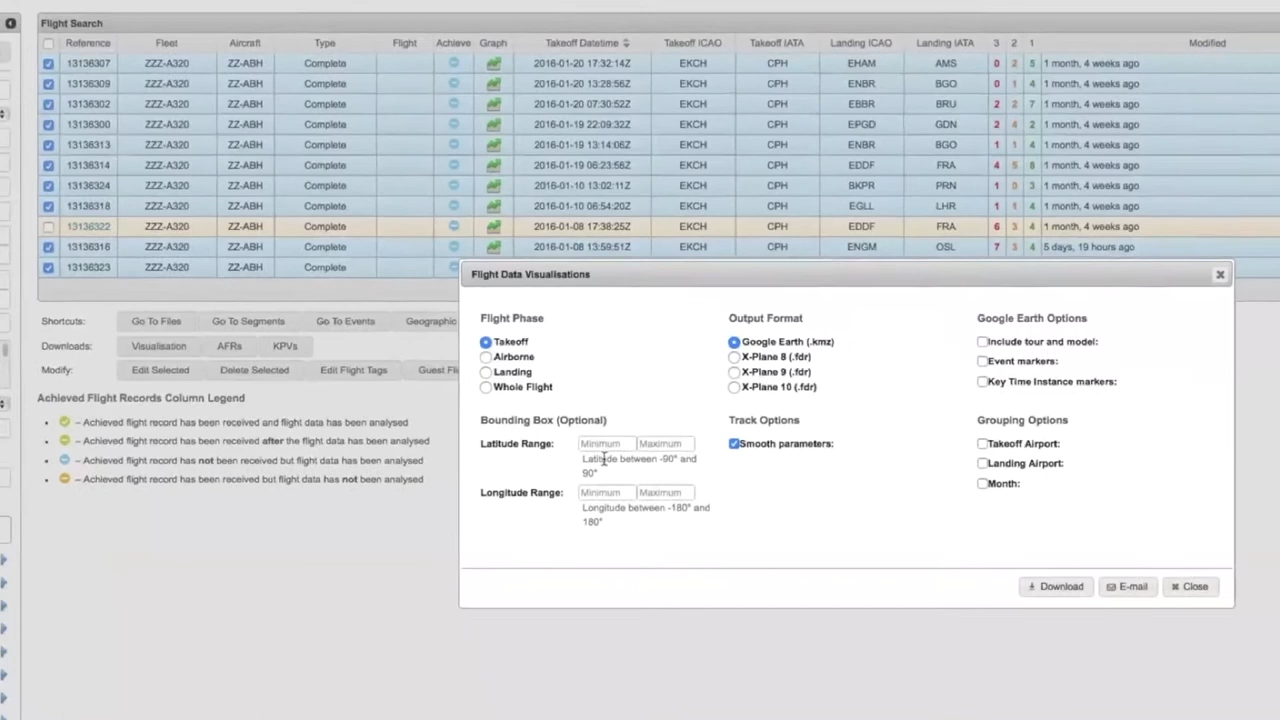 Flight Search
Reference Fleet Aircraft Type Flight Achieve Graph Takeoff Datetime Takeoff ICAO Takeoff IATA Landing ICAO Landing IATA 3 2 1 Modified
13136307 ZZZ-A320 ZZ-ABH Complete 2016-01-20 17:32:14Z EKCH CPH EHAM AMS 0 2 5 1 month, 4 weeks ago
13136309 ZZZ-A320 ZZ-ABH Complete 2016-01-20 13:28:56Z EKCH CPH ENBR BGO 0 1 4 1 month, 4 weeks ago
13136302 ZZZ-A320 ZZ-ABH Complete 2016-01-20 07:30:52Z EKCH CPH EBBR BRU 2 2 7 1 month, 4 weeks ago
13136300 ZZZ-A320 ZZ-ABH Complete 2016-01-19 22:09:32Z EKCH CPH EPGD GDN 2 4 2 1 month, 4 weeks ago
13136313 ZZZ-A320 ZZ-ABH Complete 2016-01-19 13:14:06Z EKCH CPH ENBR BGO 1 1 4 1 month, 4 weeks ago
13136314 ZZZ-A320 ZZ-ABH Complete 2016-01-19 06:23:56Z EKCH CPH EDDF FRA 4 5 8 1 month, 4 weeks ago
13136324 ZZZ-A320 ZZ-ABH Complete 2016-01-10 13:02:11Z EKCH CPH BKPR PRN 1 0 3 1 month, 4 weeks ago
13136318 ZZZ-A320 ZZ-ABH Complete 2016-01-10 06:54:20Z EKCH CPH EGLL LHR 1 1 4 1 month, 4 weeks ago
13136322 ZZZ-A320 ZZ-ABH Complete 2016-01-08 17:38:25Z EKCH CPH EDDF FRA 6 3 4 1 month, 4 weeks ago
13136316 ZZZ-A320 ZZ-ABH Complete 2016-01-08 13:59:51Z EKCH CPH ENGM OSL 7 3 4 5 days, 19 hours ago
13136323 ZZZ-A320 ZZ-ABH Complete
Shortcuts: Go To Files Go To Segments Go To Events Geographic
Downloads: Visualisation AFRs KPVs
Modify: Edit Selected Delete Selected Edit Flight Tags Guest Fli
Achieved Flight Records Column Legend
– Achieved flight record has been received and flight data has been analysed
– Achieved flight record has been received after the flight data has been analysed
– Achieved flight record has not been received but flight data has been analysed
– Achieved flight record has been received but flight data has not been analysed
Flight Data Visualisations
Flight Phase
Takeoff
Airborne
Landing
Whole Flight
Output Format
Google Earth (.kmz)
X-Plane 8 (.fdr)
X-Plane 9 (.fdr)
X-Plane 10 (.fdr)
Google Earth Options
Include tour and model:
Event markers:
Key Time Instance markers:
Bounding Box (Optional)
Latitude Range: Minimum Maximum
Latitude between -90° and
90°
Longitude Range: Minimum Maximum
Longitude between -180° and
180°
Track Options
Smooth parameters:
Grouping Options
Takeoff Airport:
Landing Airport:
Month:
Download E-mail Close